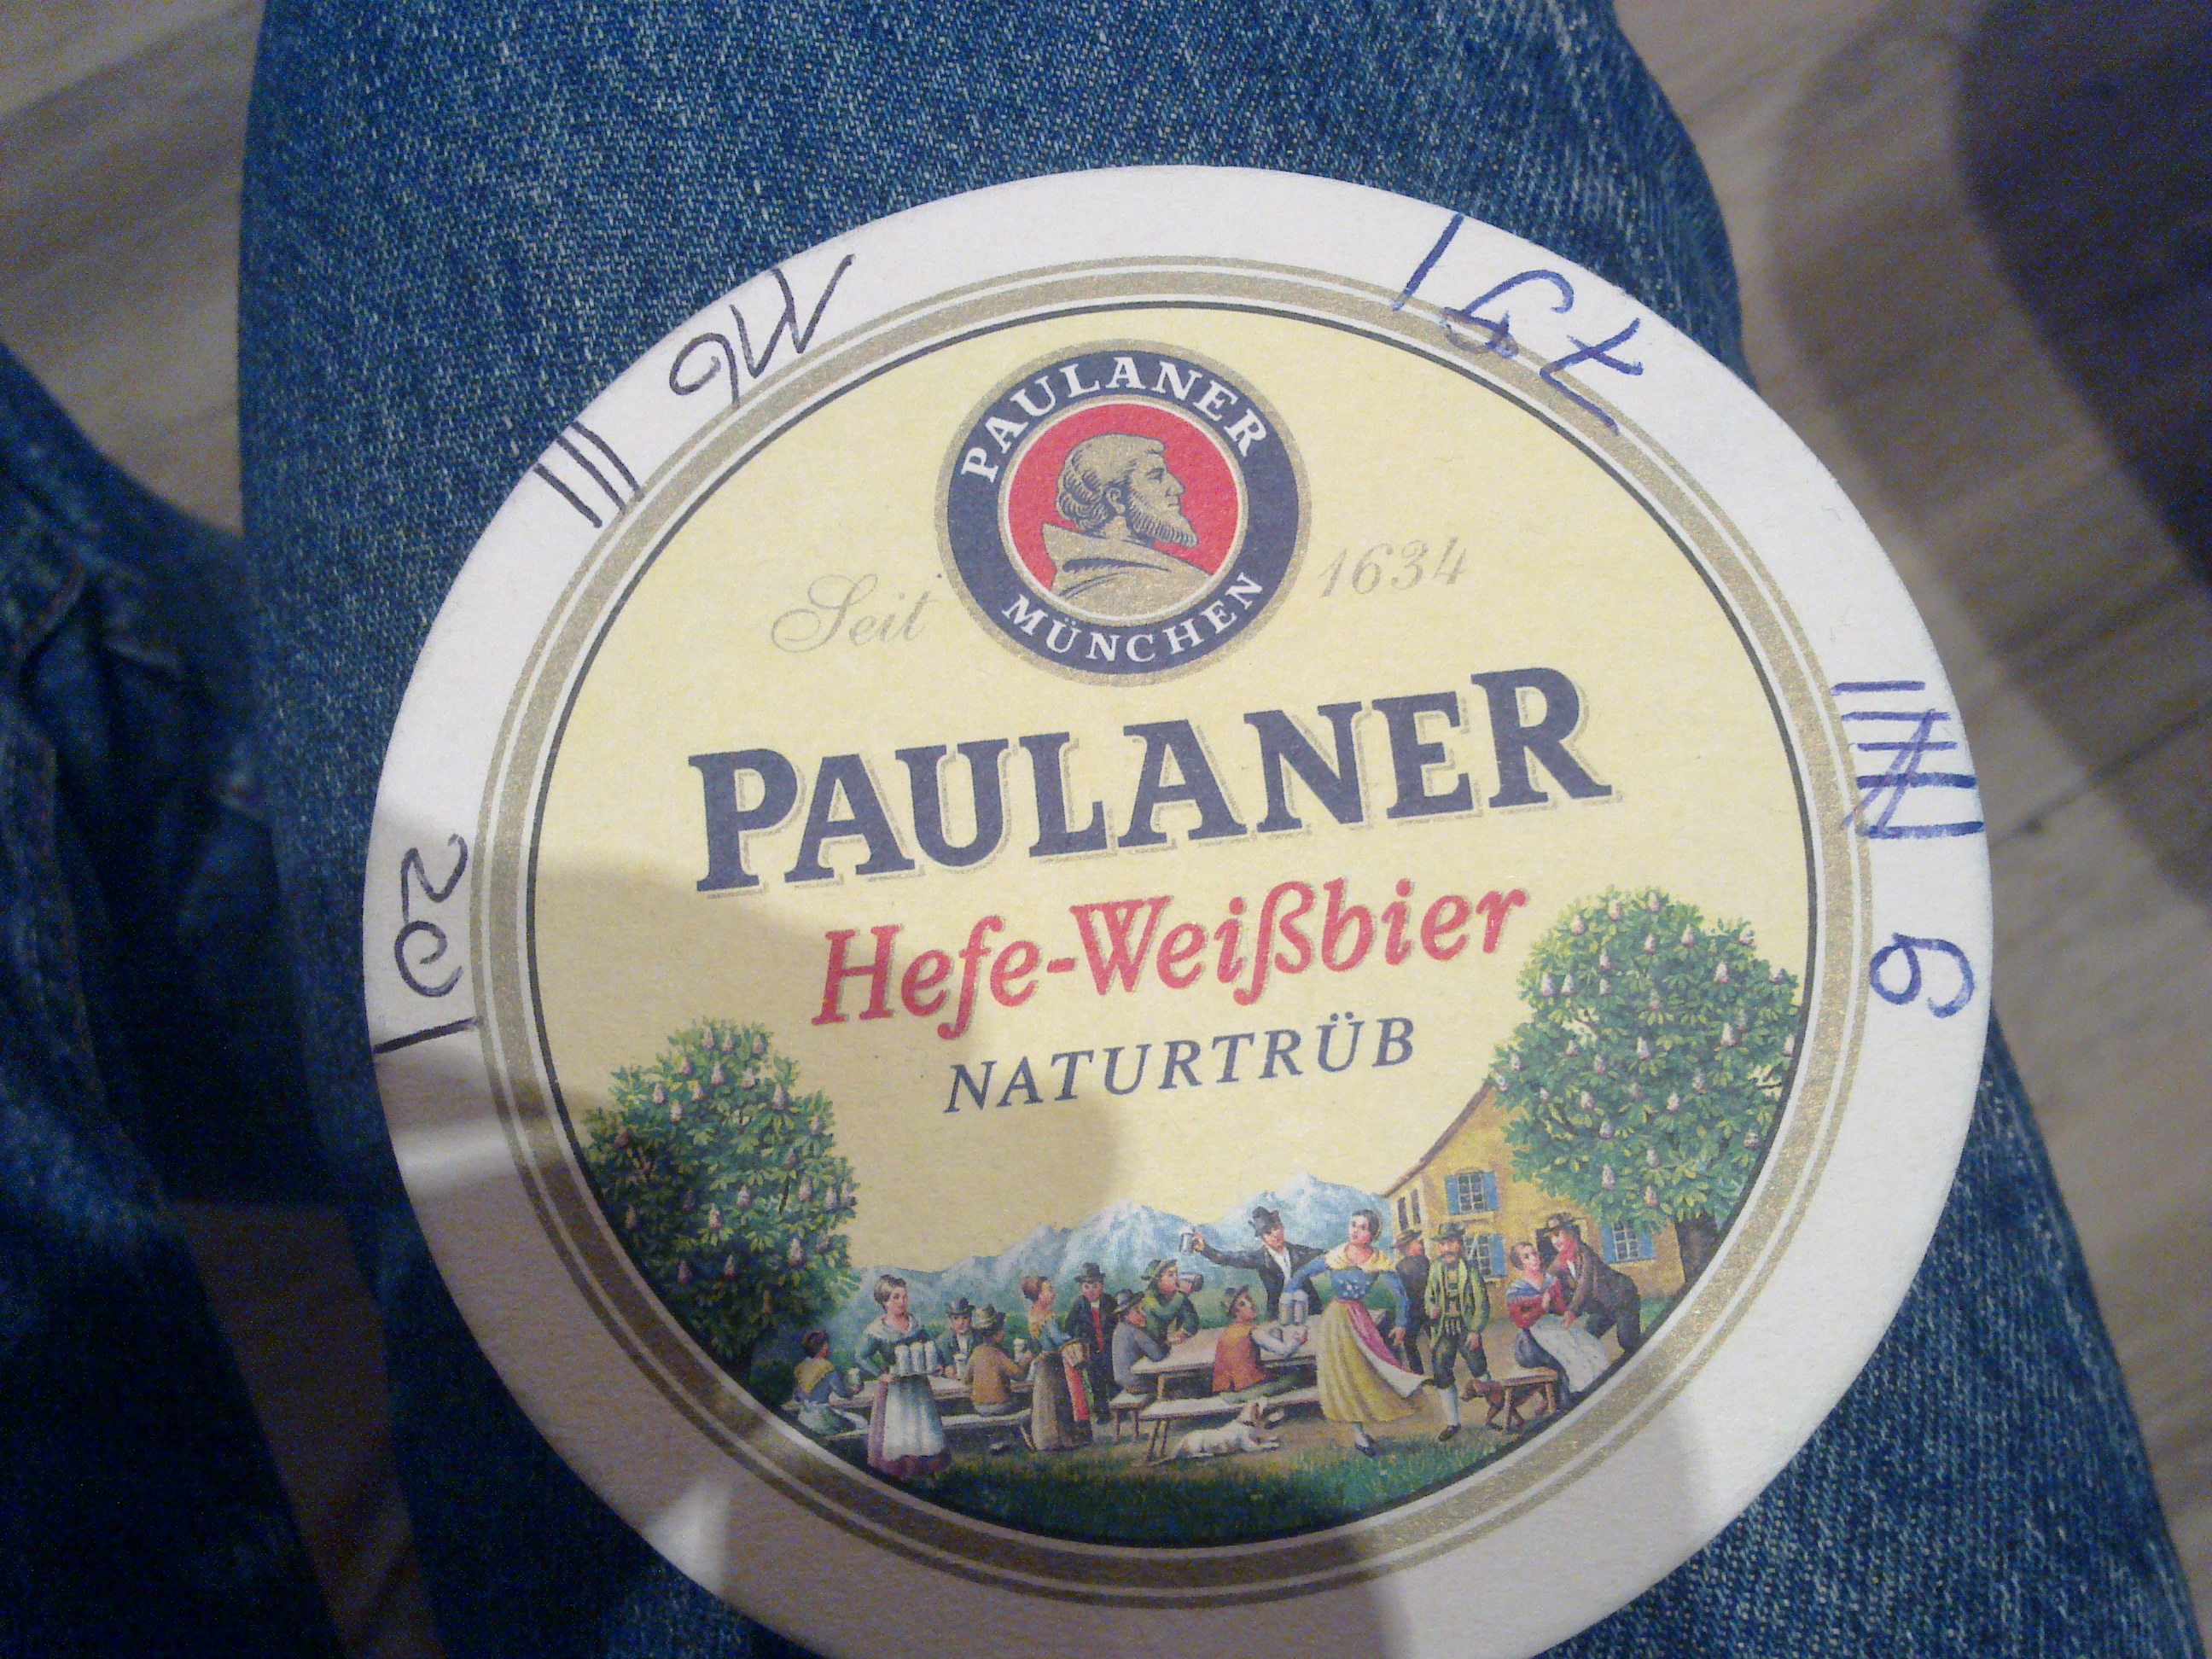 PAULANER
MÜNCHEN
Seit 1634
PAULANER
Hefe-Weißbier
NATURTRÜB